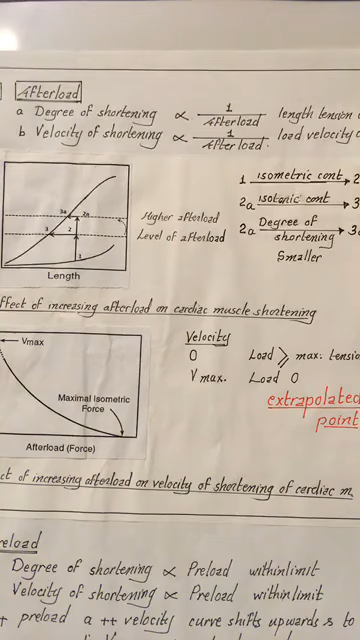 Afterload
a Degree of shortening ∝ 1/Afterload length tension
b Velocity of shortening ∝ 1/Afterload. load velocity
3a 2a
3 2
1
Length
Higher afterload
Level of afterload
1 isometric cont → 2
2a isotonic cont → 3
2a Degree of shortening → 3a
Smaller
ffect of increasing afterload on cardiac muscle shortening
Vmax
Maximal Isometric
Force
Afterload (Force)
Velocity
0 Load ⩾ max. tensio
V max. Load 0
extrapolated
point
ct of increasing afterload on velocity of shortening of cardiac m
reload
Degree of shortening ∝ Preload within limit
Velocity of shortening ∝ Preload within limit
preload a ++ velocity curve shifts upwards to